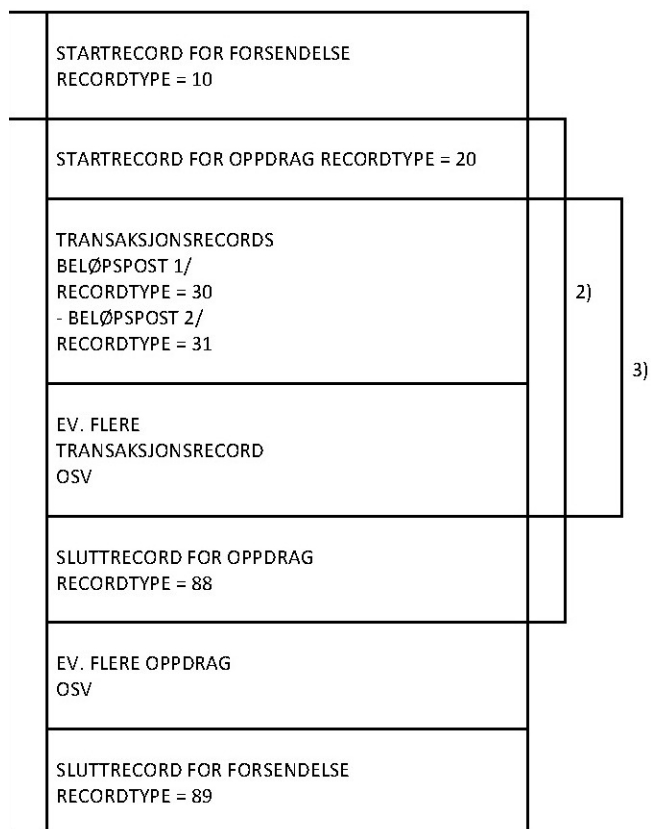 STARTRECORD FOR FORSENDELSE
RECORDTYPE = 10
STARTRECORD FOR OPPDRAG RECORDTYPE = 20
TRANSAKSJONSRECORDS
BELØPSPOST 1/
RECORDTYPE = 30
- BELØPSPOST 2/
RECORDTYPE = 31
2)
3)
EV. FLERE
TRANSAKSJONSRECORD
OSV
SLUTTRECORD FOR OPPDRAG
RECORDTYPE = 88
EV. FLERE OPPDRAG
OSV
SLUTTRECORD FOR FORSENDELSE
RECORDTYPE = 89